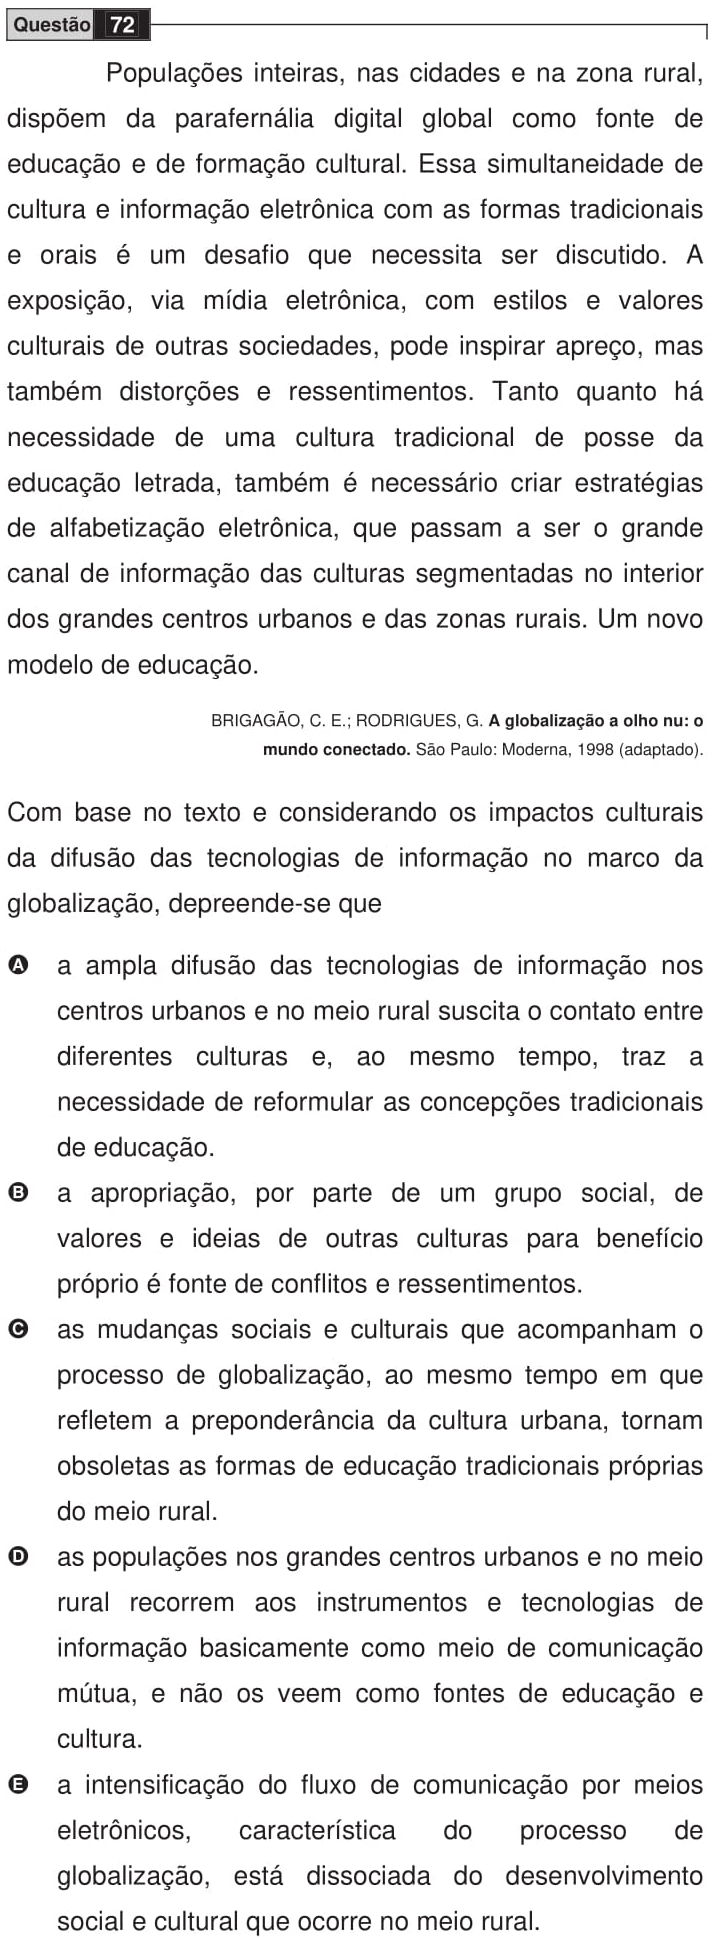 Questão 72
Populações inteiras, nas cidades e na zona rural,
dispõem da parafernália digital global como fonte de
educação e de formação cultural. Essa simultaneidade de
cultura e informação eletrônica com as formas tradicionais
e orais é um desafio que necessita ser discutido. A
exposição, via mídia eletrônica, com estilos e valores
culturais de outras sociedades, pode inspirar apreço, mas
também distorções e ressentimentos. Tanto quanto há
necessidade de uma cultura tradicional de posse da
educação letrada, também é necessário criar estratégias
de alfabetização eletrônica, que passam a ser o grande
canal de informação das culturas segmentadas no interior
dos grandes centros urbanos e das zonas rurais. Um novo
modelo de educação.
BRIGAGÃO, C. E.; RODRIGUES, G. A globalização a olho nu: o
mundo conectado. São Paulo: Moderna, 1998 (adaptado).
Com base no texto e considerando os impactos culturais
da difusão das tecnologias de informação no marco da
globalização, depreende-se que
A a ampla difusão das tecnologias de informação nos
centros urbanos e no meio rural suscita o contato entre
diferentes culturas e, ao mesmo tempo, traz a
necessidade de reformular as concepções tradicionais
de educação.
B a apropriação, por parte de um grupo social, de
valores e ideias de outras culturas para benefício
próprio é fonte de conflitos e ressentimentos.
C as mudanças sociais e culturais que acompanham o
processo de globalização, ao mesmo tempo em que
refletem a preponderância da cultura urbana, tornam
obsoletas as formas de educação tradicionais próprias
do meio rural.
D as populações nos grandes centros urbanos e no meio
rural recorrem aos instrumentos e tecnologias de
informação basicamente como meio de comunicação
mútua, e não os veem como fontes de educação e
cultura.
E a intensificação do fluxo de comunicação por meios
eletrônicos, característica do processo de
globalização, está dissociada do desenvolvimento
social e cultural que ocorre no meio rural.